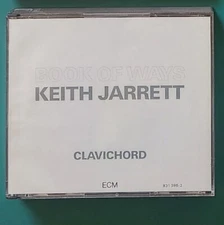 BOOK OF WAYS
KEITH JARRETT
CLAVICHORD
ECM